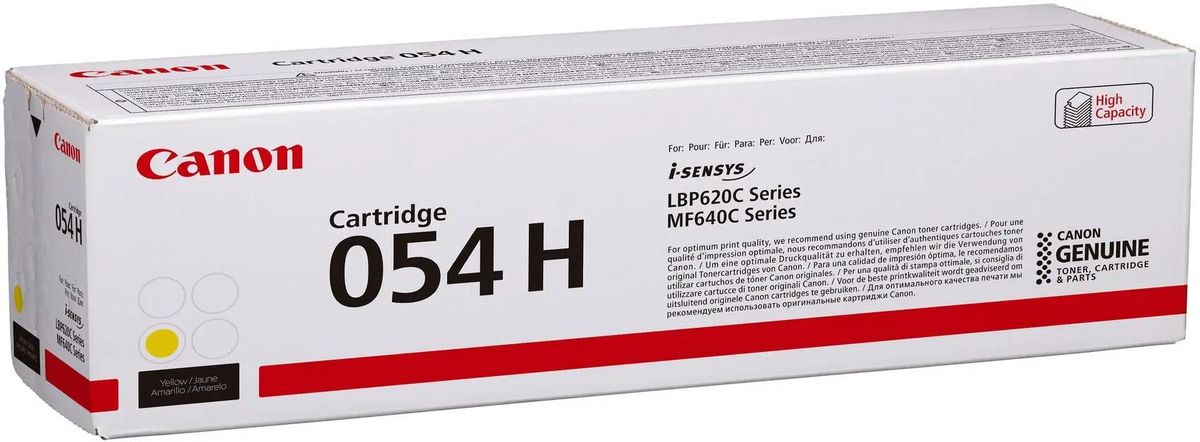 Canon
Cartridge 054 H
High
Capacity
Canon
For: Pour: Für: Para: Per: Voor: Для:
i-SENSYS
LBP620C Series
MF640C Series
Cartridge
054 H
For optimum print quality, we recommend using genuine Canon toner cartridges. / Pour une
qualité d'impression optimale, nous recommandons d'utiliser d'authentiques cartouches toner
Canon. / Um eine optimale Druckqualität zu erhalten, empfehlen wir die Verwendung von
original Tonercartridges von Canon. / Para una calidad de impresión óptima, le recomendamos
utilizar cartuchos de tóner Canon originales. / Per una qualità di stampa ottimale, si consiglia di
utilizzare cartucce di toner Canon originali. / Voor de beste printkwaliteit wordt geadviseerd om
uitsluitend originele Canon cartridges te gebruiken. / Для оптимального качества печати мы
рекомендуем использовать оригинальные картриджи Canon.
CANON
GENUINE
TONER, CARTRIDGE
& PARTS
Yellow / Jaune
Amarillo / Amarelo
Canon
Cartridge
054 H
i-SENSYS
LBP620C Series
MF640C Series